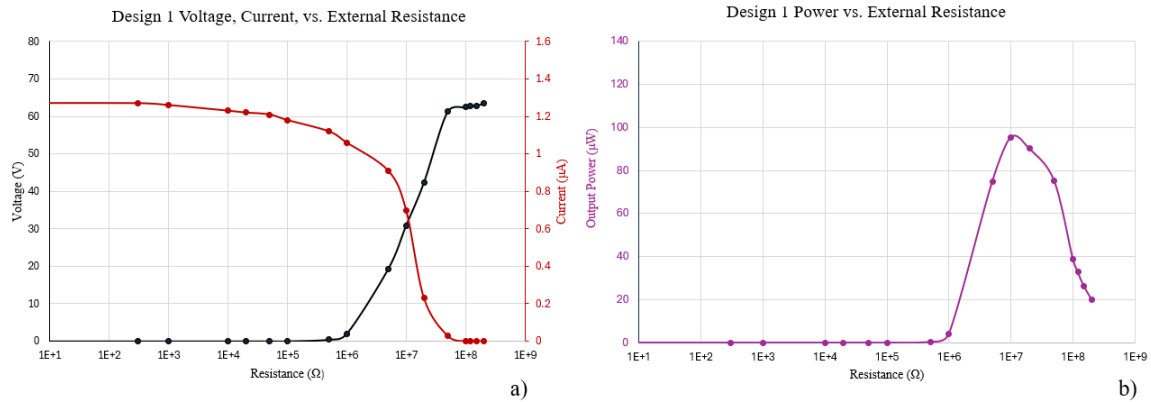 Design 1 Voltage, Current, vs. External Resistance
80
70
60
50
40
30
20
10
0
Voltage (V)
1.6
1.4
1.2
1
0.8
0.6
0.4
0.2
0
Current (µA)
1E+1 1E+2 1E+3 1E+4 1E+5 1E+6 1E+7 1E+8 1E+9
Resistance (Ω)
a)
Design 1 Power vs. External Resistance
140
120
100
80
60
40
20
0
Output Power (µW)
1E+1 1E+2 1E+3 1E+4 1E+5 1E+6 1E+7 1E+8 1E+9
Resistance (Ω)
b)